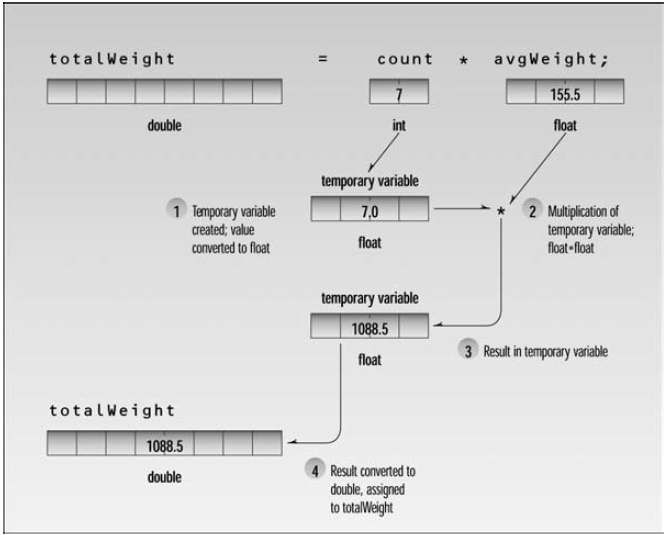 totalWeight = count * avgWeight;
7 155.5
double int float
temporary variable
1 Temporary variable
created; value
converted to float
7,0
float
*
2 Multiplication of
temporary variable;
float*float
temporary variable
1088.5
float
3 Result in temporary variable
totalWeight
1088.5
double
4 Result converted to
double, assigned
to totalWeight